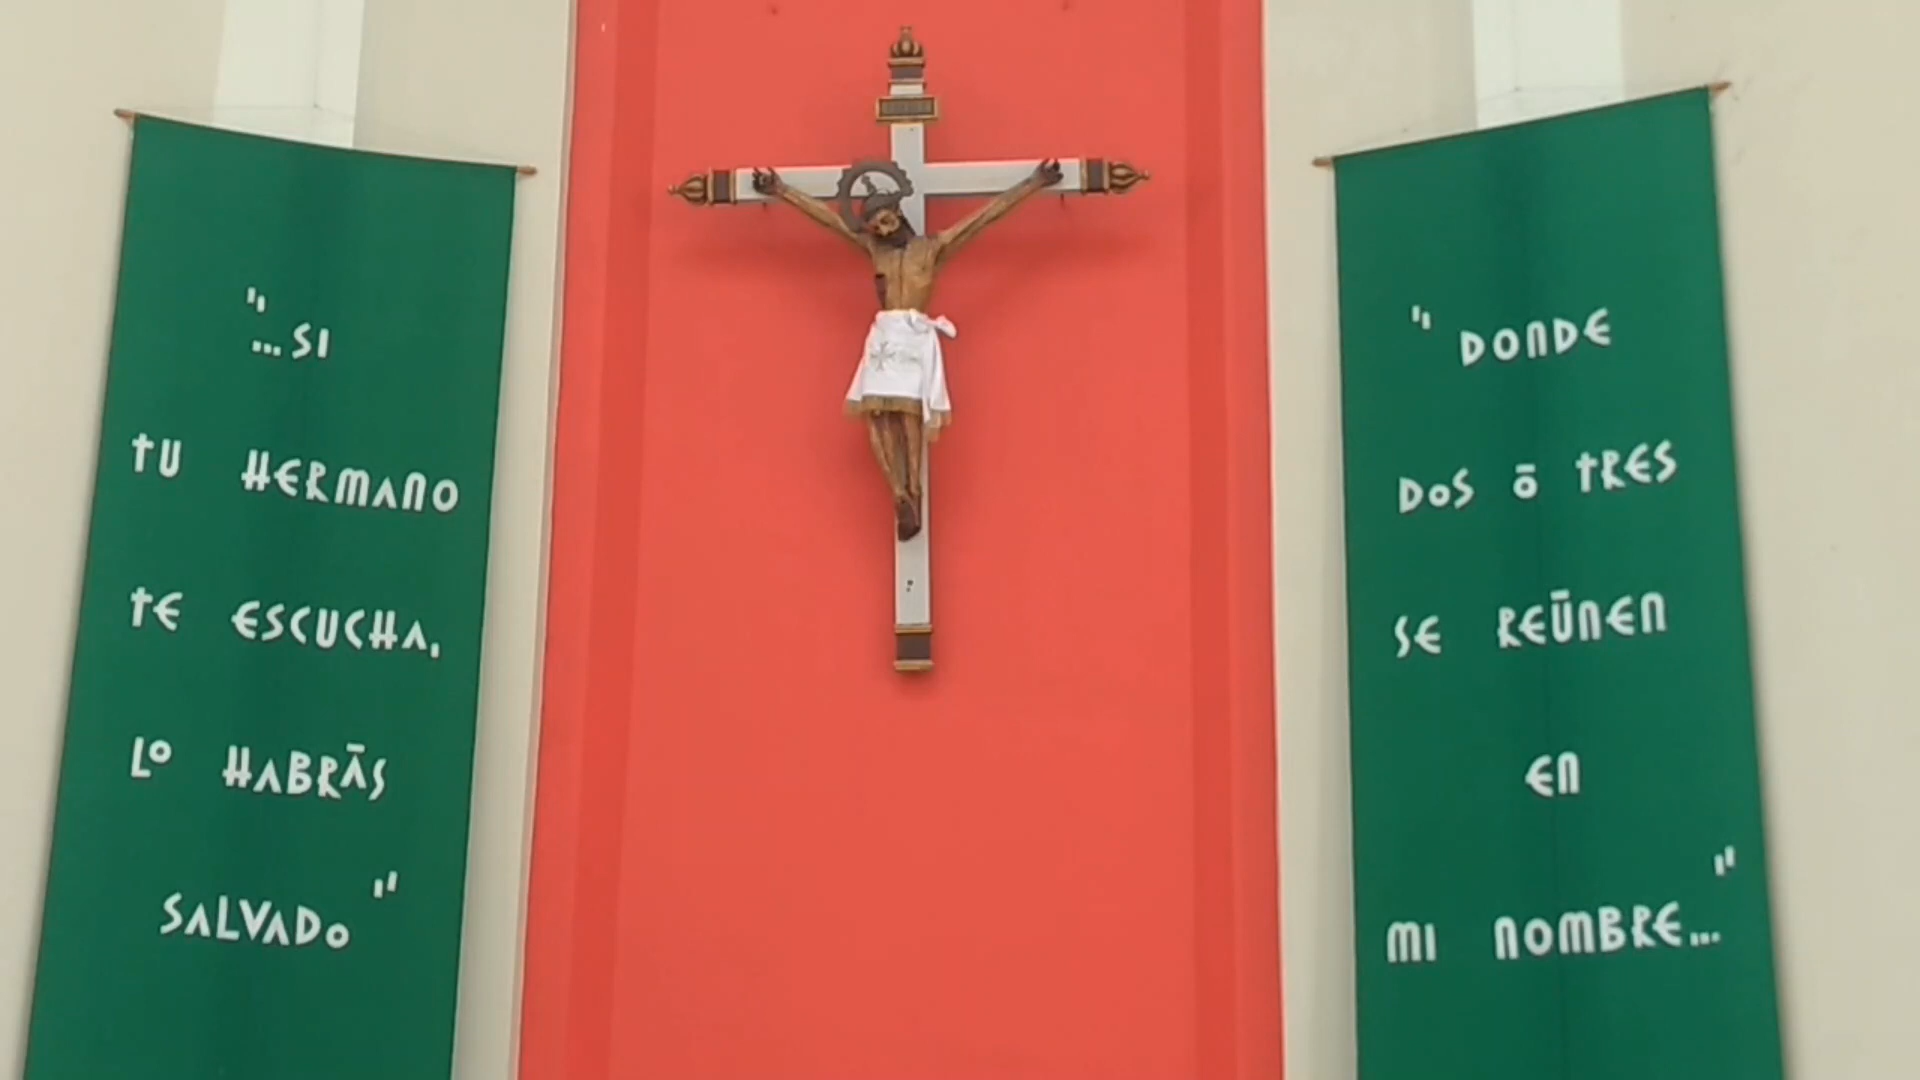 "...SI
TU HERMANO
TE ESCUCHA,
LO HABRĀS
SALVADO"
"DONDE
DOS Ō TRES
SE REŪNEN
EN
MI NOMBRE..."